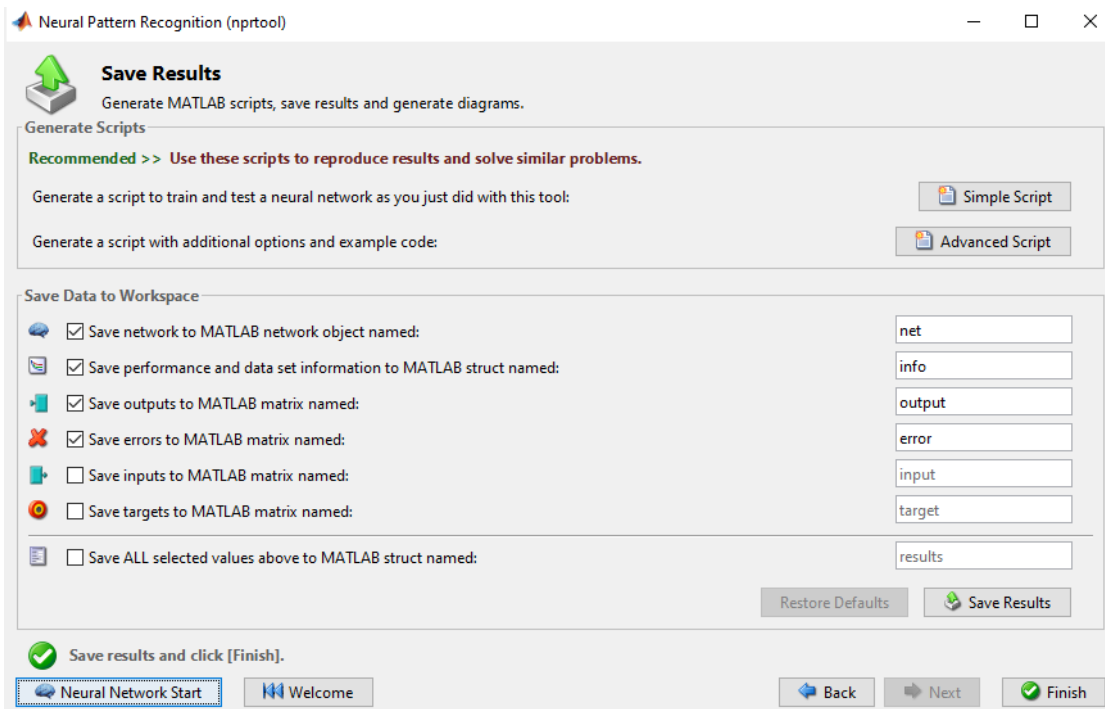 Neural Pattern Recognition (nprtool)
Save Results
Generate MATLAB scripts, save results and generate diagrams.
Generate Scripts
Recommended >> Use these scripts to reproduce results and solve similar problems.
Generate a script to train and test a neural network as you just did with this tool: Simple Script
Generate a script with additional options and example code: Advanced Script
Save Data to Workspace
Save network to MATLAB network object named: net
Save performance and data set information to MATLAB struct named: info
Save outputs to MATLAB matrix named: output
Save errors to MATLAB matrix named: error
Save inputs to MATLAB matrix named: input
Save targets to MATLAB matrix named: target
Save ALL selected values above to MATLAB struct named: results
Restore Defaults Save Results
Save results and click [Finish].
Neural Network Start Welcome Back Next Finish